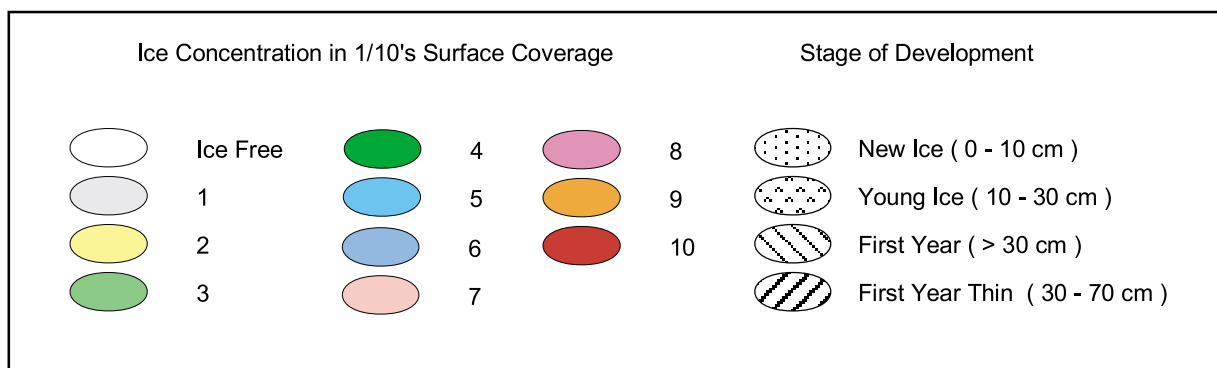 Ice Concentration in 1/10's Surface Coverage
Stage of Development
Ice Free
1
2
3
4
5
6
7
8
9
10
New Ice ( 0 - 10 cm )
Young Ice ( 10 - 30 cm )
First Year ( > 30 cm )
First Year Thin ( 30 - 70 cm )